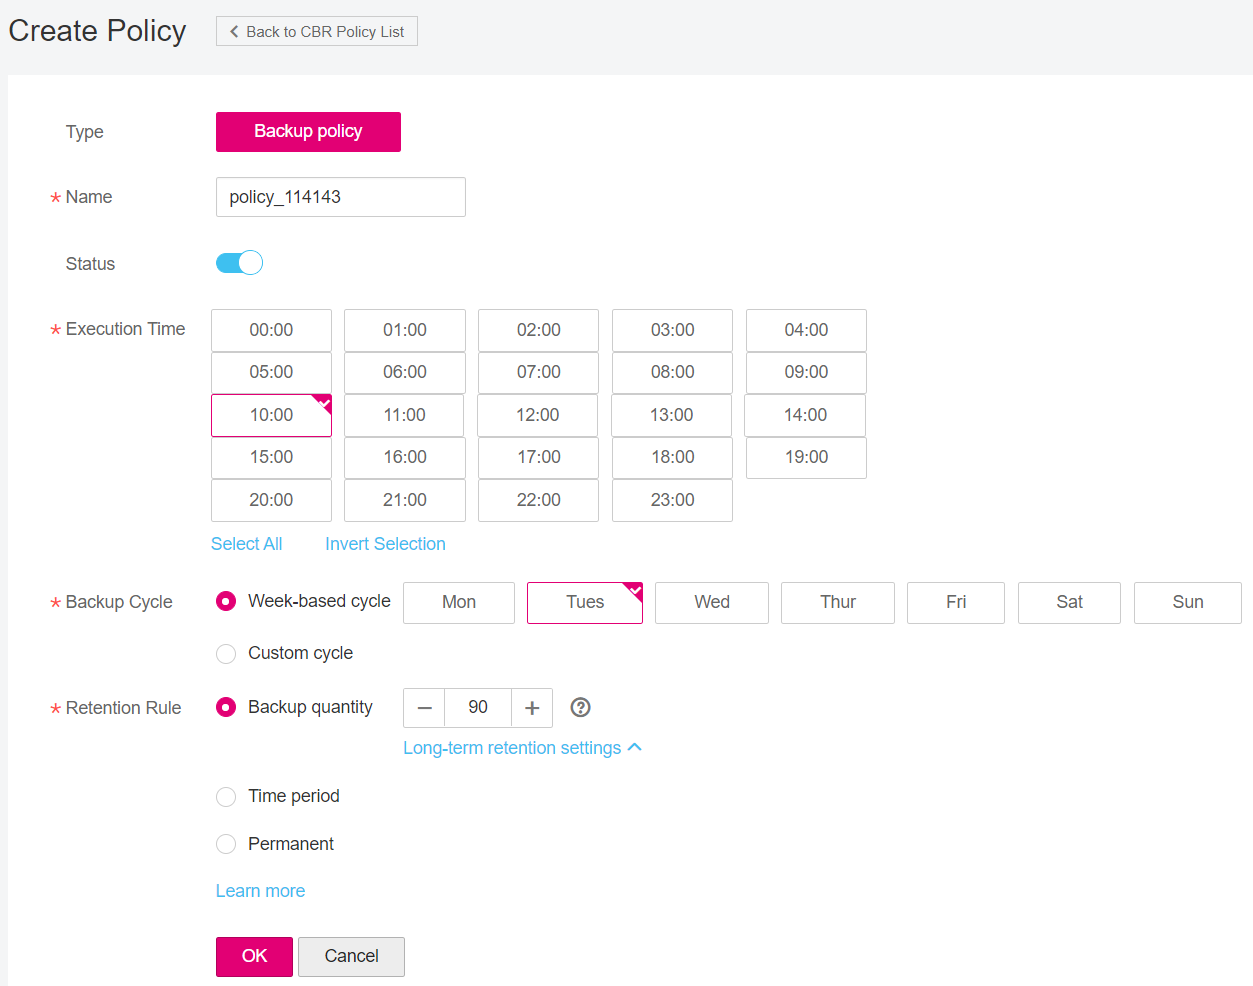 Create Policy
Back to CBR Policy List
Type
Backup policy
* Name
policy_114143
Status
* Execution Time
00:00 01:00 02:00 03:00 04:00
05:00 06:00 07:00 08:00 09:00
10:00 11:00 12:00 13:00 14:00
15:00 16:00 17:00 18:00 19:00
20:00 21:00 22:00 23:00
Select All Invert Selection
* Backup Cycle
Week-based cycle Mon Tues Wed Thur Fri Sat Sun
Custom cycle
* Retention Rule
Backup quantity − 90 + ?
Long-term retention settings
Time period
Permanent
Learn more
OK Cancel